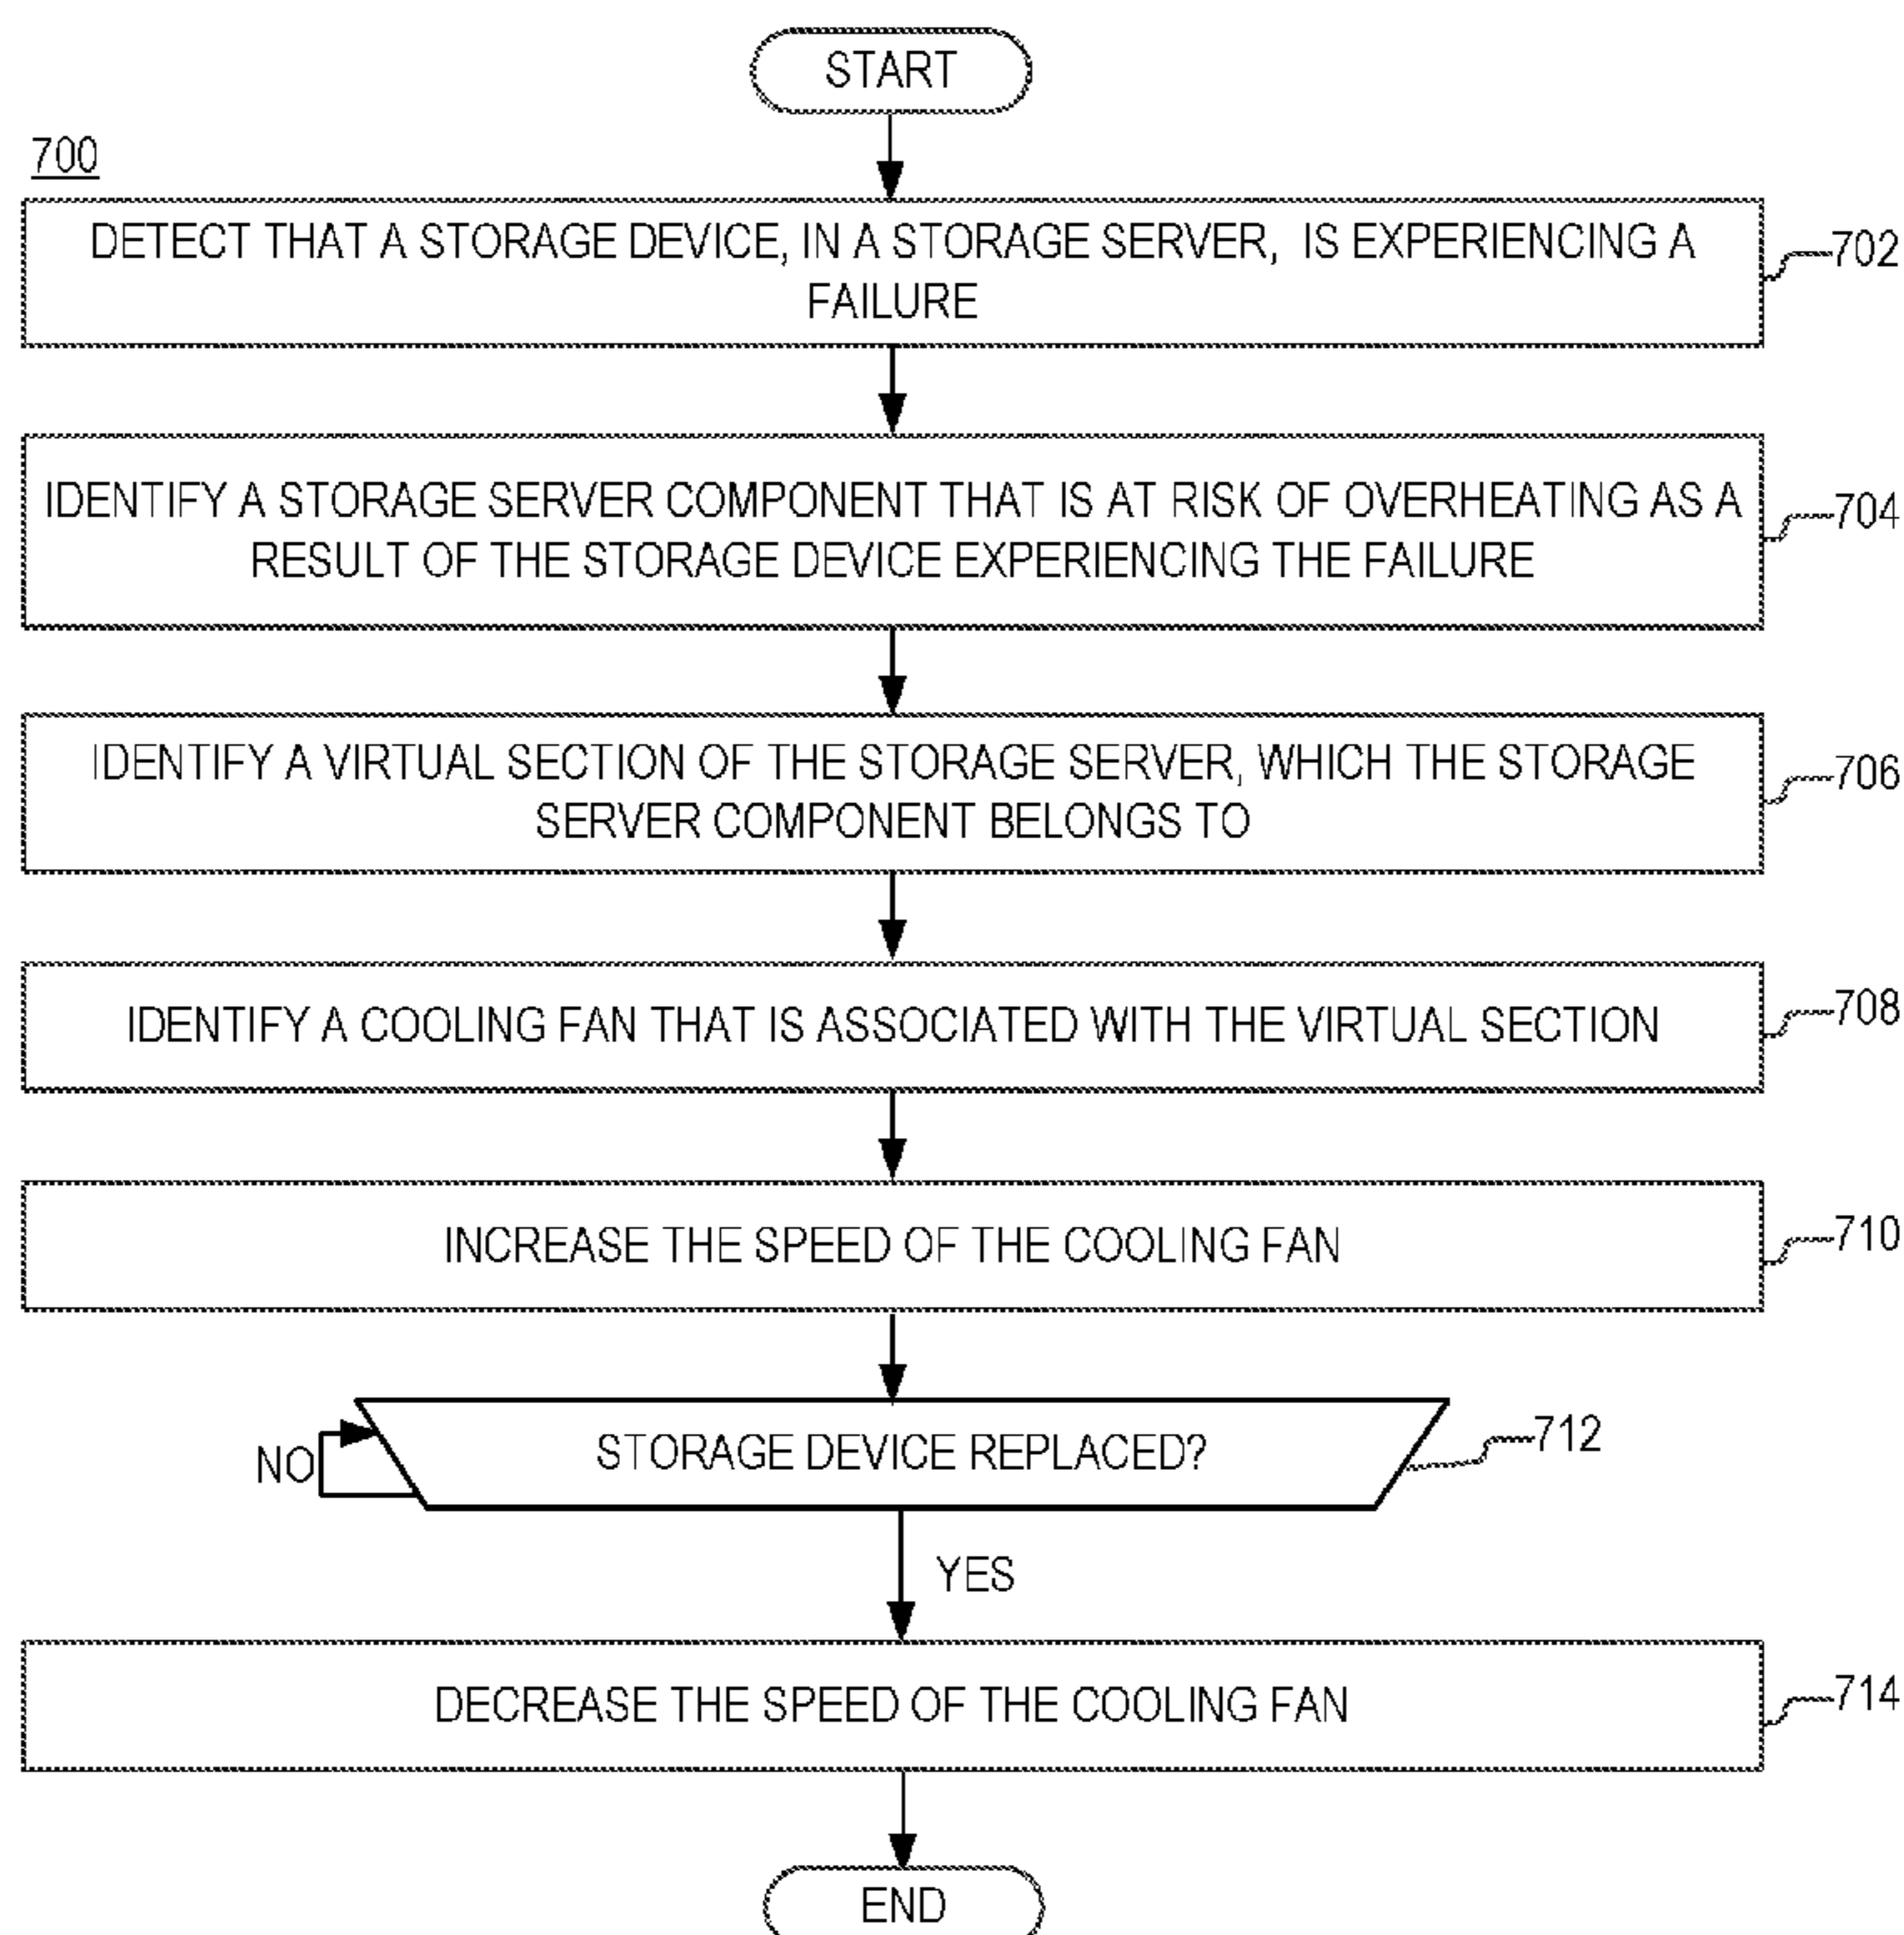 START
700
DETECT THAT A STORAGE DEVICE, IN A STORAGE SERVER, IS EXPERIENCING A
FAILURE
702
IDENTIFY A STORAGE SERVER COMPONENT THAT IS AT RISK OF OVERHEATING AS A
RESULT OF THE STORAGE DEVICE EXPERIENCING THE FAILURE
704
IDENTIFY A VIRTUAL SECTION OF THE STORAGE SERVER, WHICH THE STORAGE
SERVER COMPONENT BELONGS TO
706
IDENTIFY A COOLING FAN THAT IS ASSOCIATED WITH THE VIRTUAL SECTION
708
INCREASE THE SPEED OF THE COOLING FAN
710
STORAGE DEVICE REPLACED?
712
NO
YES
DECREASE THE SPEED OF THE COOLING FAN
714
END